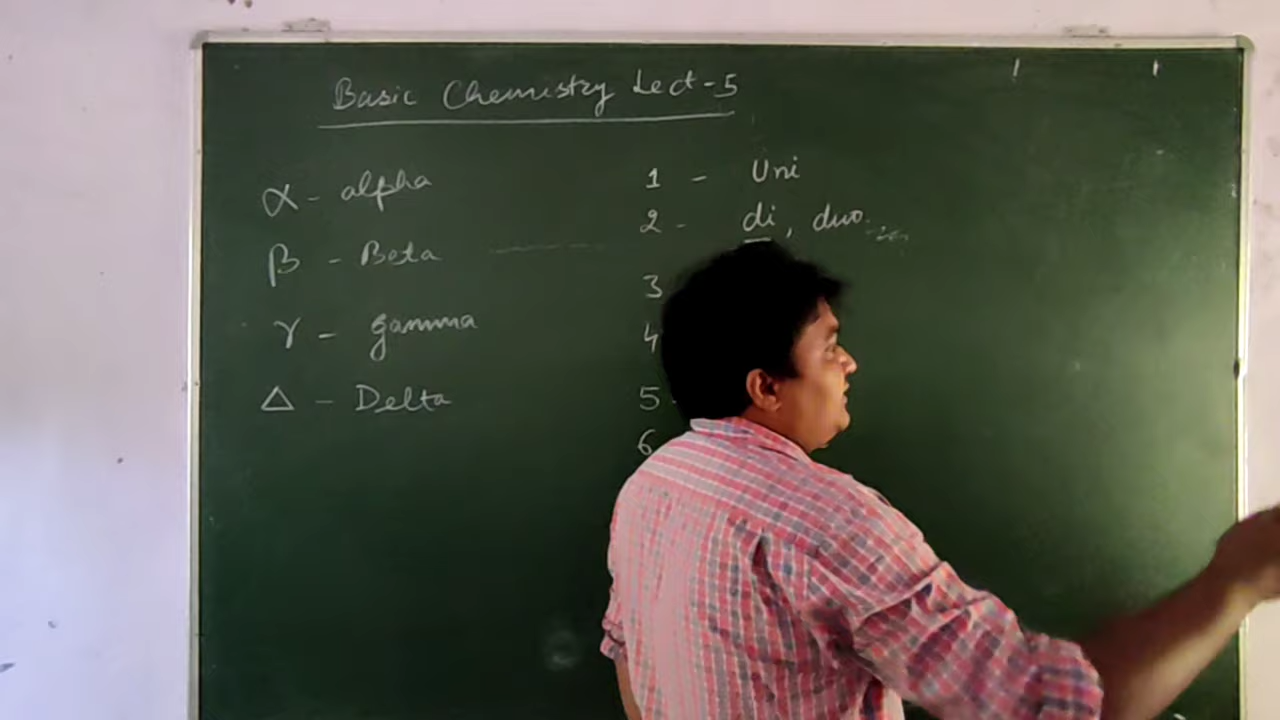 Basic Chemistry Lect-5
α - alpha
β - Beta
γ - gamma
Δ - Delta
1 - Uni
2 - di, duo
3
4
5
6